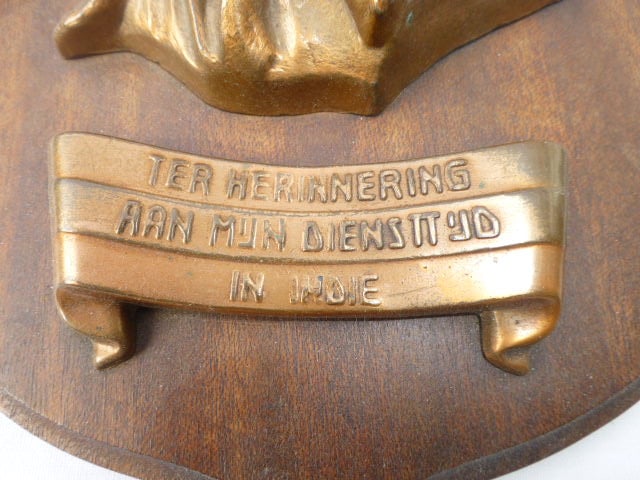 TER HERINNERING
AAN MIJN DIENSTTIJD
IN INDIE